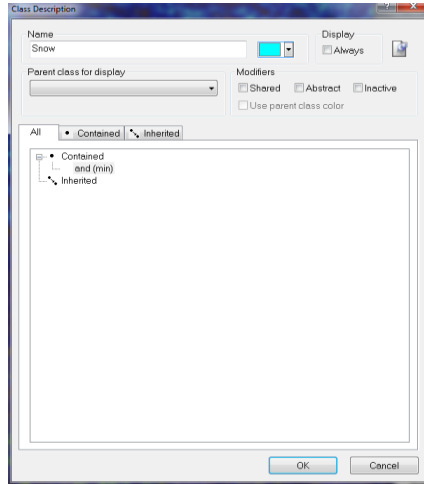 Class Description
Name
Snow
Display
Always
Parent class for display
Modifiers
Shared Abstract Inactive
Use parent class color
All Contained Inherited
Contained
and (min)
Inherited
OK Cancel